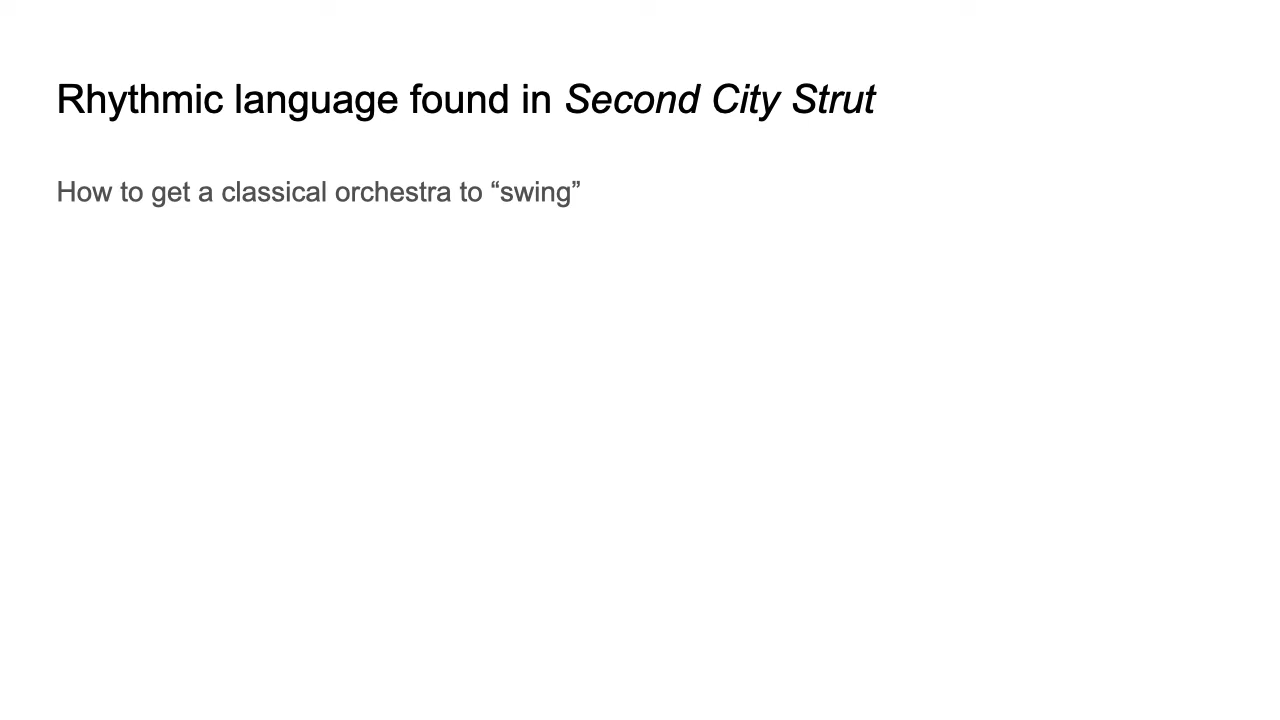 Rhythmic language found in Second City Strut
How to get a classical orchestra to “swing”